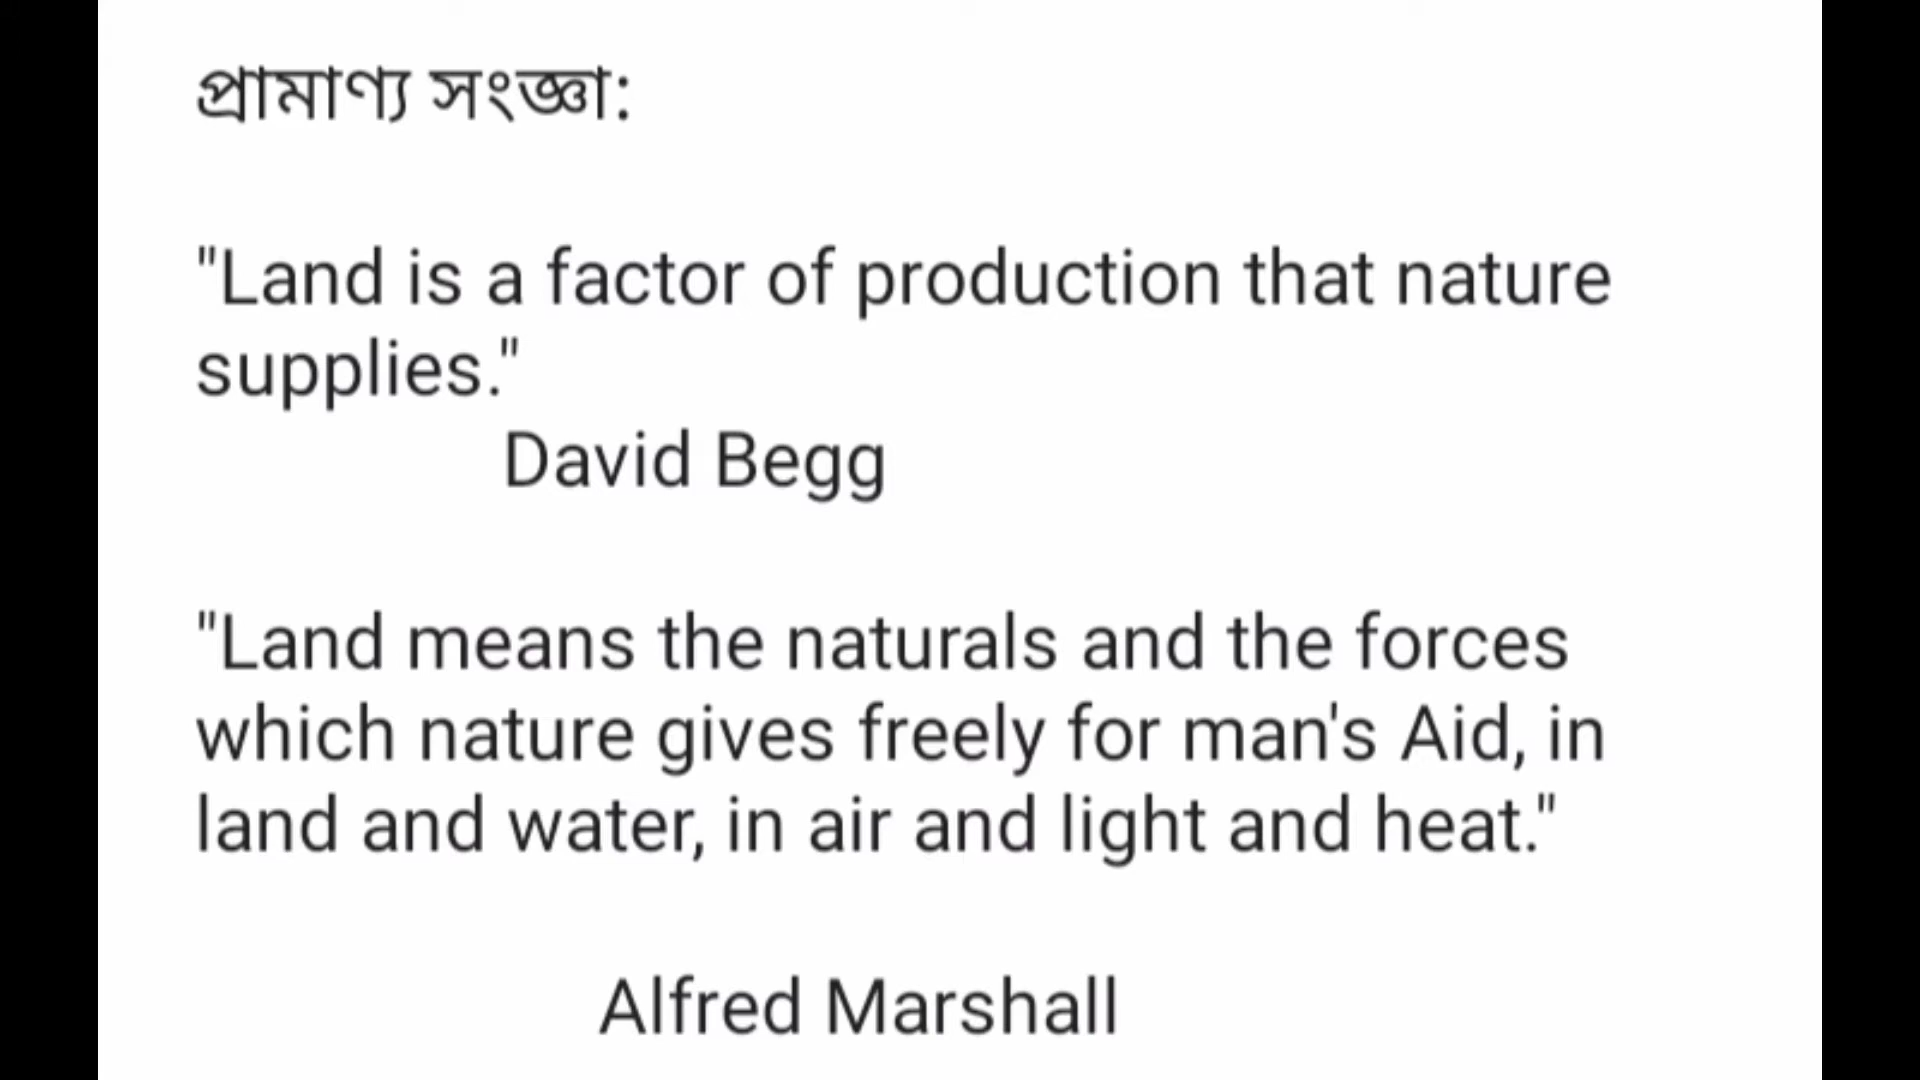 প্রামাণ্য সংজ্ঞা:
"Land is a factor of production that nature
supplies."
David Begg
"Land means the naturals and the forces
which nature gives freely for man's Aid, in
land and water, in air and light and heat."
Alfred Marshall